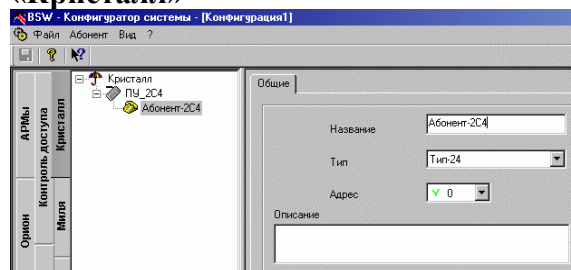 «Кристалл»
BSW - Конфигуратор системы - [Конфигурация1]
Файл Абонент Вид ?
АРМы
Орион
Контроль доступа
Кристалл
Миля
Кристалл
ПУ_2С4
Абонент-2С4
Общие
Название
Абонент-2С4
Тип
Тип-24
Адрес
0
Описание